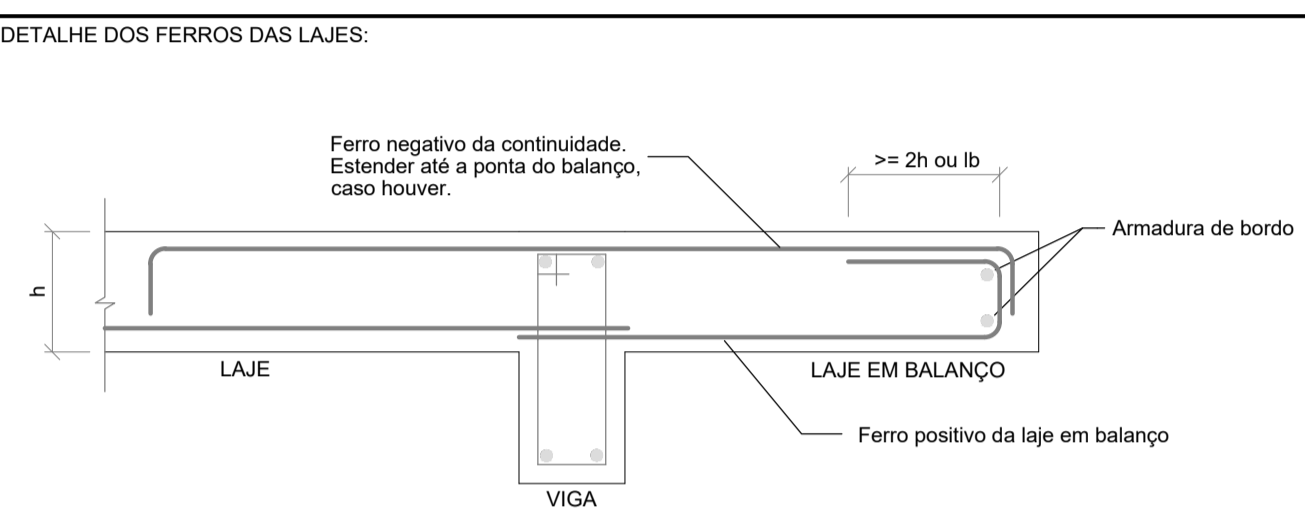 DETALHE DOS FERROS DAS LAJES:
Ferro negativo da continuidade.
Estender até a ponta do balanço,
caso houver.
>= 2h ou lb
Armadura de bordo
h
LAJE
LAJE EM BALANÇO
Ferro positivo da laje em balanço
VIGA